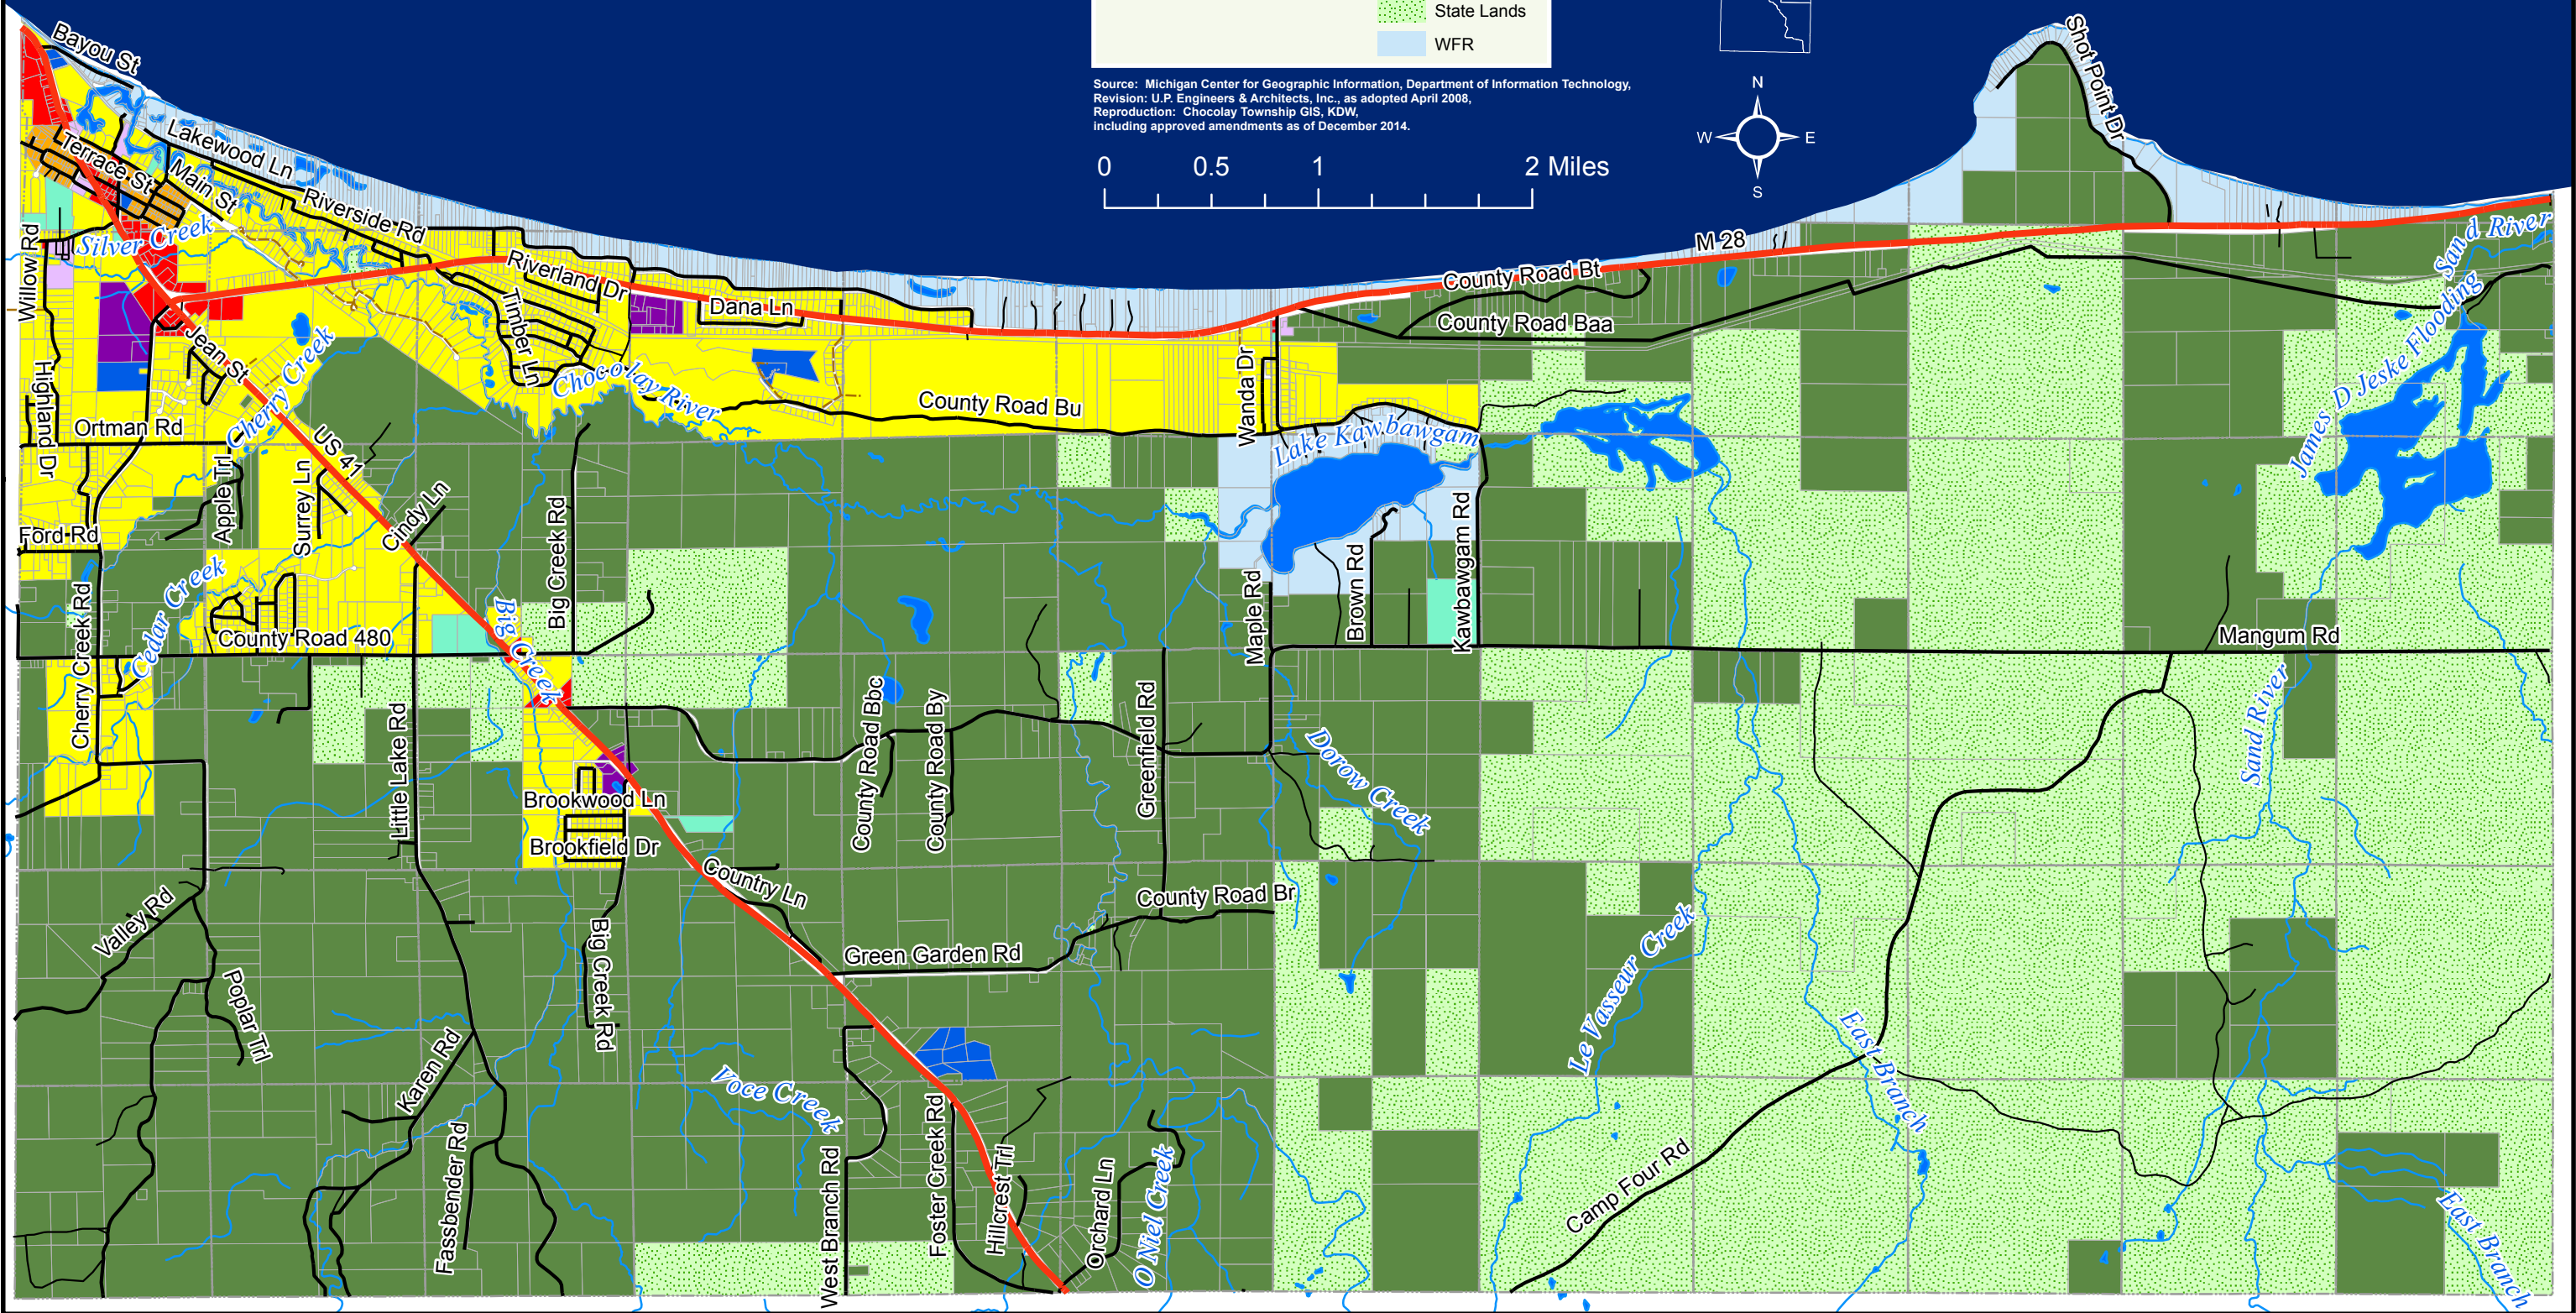 State Lands
WFR
Source: Michigan Center for Geographic Information, Department of Information Technology,
Revision: U.P. Engineers & Architects, Inc., as adopted April 2008,
Reproduction: Chocolay Township GIS, KDW,
including approved amendments as of December 2014.
0 0.5 1 2 Miles
N
W E
S
Bayou St
Shot Point Dr
Lakewood Ln
Terrace St
Main St
Riverside Rd
Silver Creek
Willow Rd
M 28
Sand River
Riverland Dr
County Road Bt
Dana Ln
Timber Ln
County Road Baa
Jean St
Cherry Creek
James D Jeske Flooding
Highland Dr
Chocolay River
County Road Bu
Wanda Dr
Ortman Rd
US 41
Lake Kawbawgam
Apple Trl
Surrey Ln
Cindy Ln
Big Creek Rd
Ford Rd
Kawbawgam Rd
Brown Rd
Maple Rd
Cherry Creek Rd
Cedar Creek
Big Creek
County Road 480
Mangum Rd
Little Lake Rd
County Road Bbc
County Road By
Greenfield Rd
Dorow Creek
Sand River
Brookwood Ln
Brookfield Dr
Country Ln
County Road Br
Valley Rd
Green Garden Rd
Big Creek Rd
Poplar Trl
Le Vasseur Creek
East Branch
Karen Rd
Voce Creek
Fassbender Rd
West Branch Rd
Foster Creek Rd
Hillcrest Trl
Orchard Ln
O Niel Creek
Camp Four Rd
East Branch